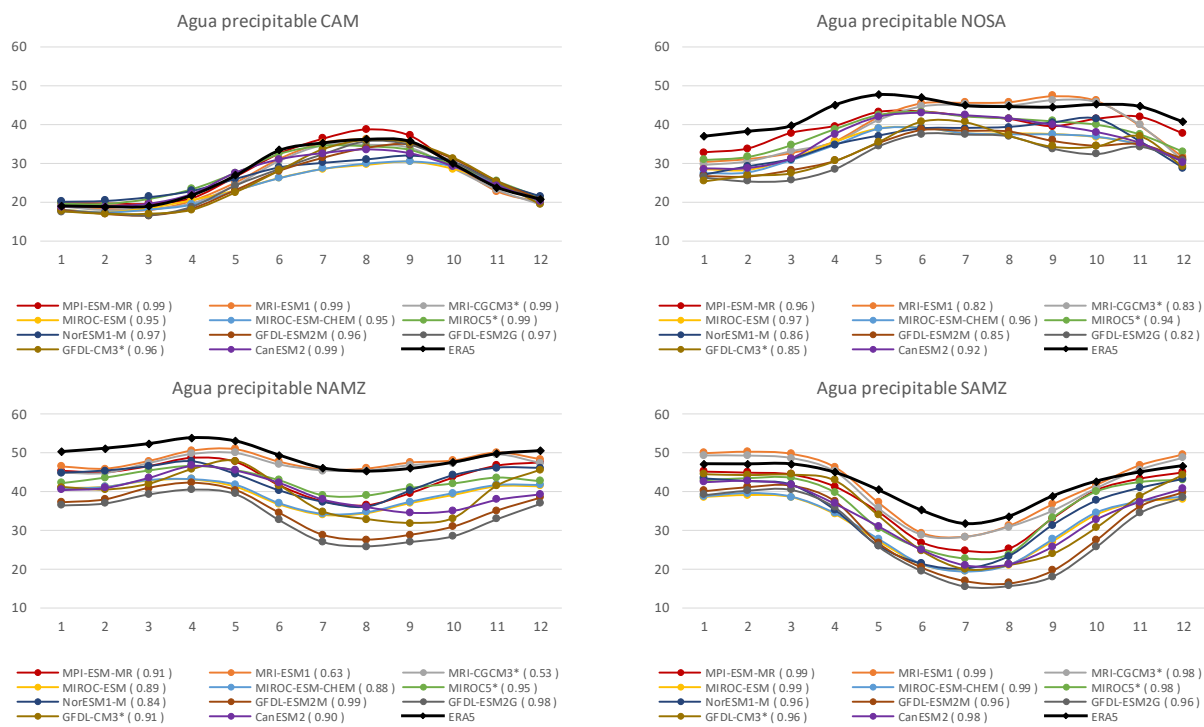 Agua precipitable CAM
60
50
40
30
20
10
1 2 3 4 5 6 7 8 9 10 11 12
MPI-ESM-MR ( 0.99 ) MRI-ESM1 ( 0.99 ) MRI-CGCM3* ( 0.99 )
MIROC-ESM ( 0.95 ) MIROC-ESM-CHEM ( 0.95 ) MIROC5* ( 0.99 )
NorESM1-M ( 0.97 ) GFDL-ESM2M ( 0.96 ) GFDL-ESM2G ( 0.97 )
GFDL-CM3* ( 0.96 ) CanESM2 ( 0.99 ) ERA5
Agua precipitable NOSA
60
50
40
30
20
10
1 2 3 4 5 6 7 8 9 10 11 12
MPI-ESM-MR ( 0.96 ) MRI-ESM1 ( 0.82 ) MRI-CGCM3* ( 0.83 )
MIROC-ESM ( 0.97 ) MIROC-ESM-CHEM ( 0.96 ) MIROC5* ( 0.94 )
NorESM1-M ( 0.86 ) GFDL-ESM2M ( 0.85 ) GFDL-ESM2G ( 0.82 )
GFDL-CM3* ( 0.85 ) CanESM2 ( 0.92 ) ERA5
Agua precipitable NAMZ
60
50
40
30
20
10
1 2 3 4 5 6 7 8 9 10 11 12
MPI-ESM-MR ( 0.91 ) MRI-ESM1 ( 0.63 ) MRI-CGCM3* ( 0.53 )
MIROC-ESM ( 0.89 ) MIROC-ESM-CHEM ( 0.88 ) MIROC5* ( 0.95 )
NorESM1-M ( 0.84 ) GFDL-ESM2M ( 0.99 ) GFDL-ESM2G ( 0.98 )
GFDL-CM3* ( 0.91 ) CanESM2 ( 0.90 ) ERA5
Agua precipitable SAMZ
60
50
40
30
20
10
1 2 3 4 5 6 7 8 9 10 11 12
MPI-ESM-MR ( 0.99 ) MRI-ESM1 ( 0.99 ) MRI-CGCM3* ( 0.98 )
MIROC-ESM ( 0.99 ) MIROC-ESM-CHEM ( 0.99 ) MIROC5* ( 0.98 )
NorESM1-M ( 0.96 ) GFDL-ESM2M ( 0.96 ) GFDL-ESM2G ( 0.96 )
GFDL-CM3* ( 0.96 ) CanESM2 ( 0.98 ) ERA5